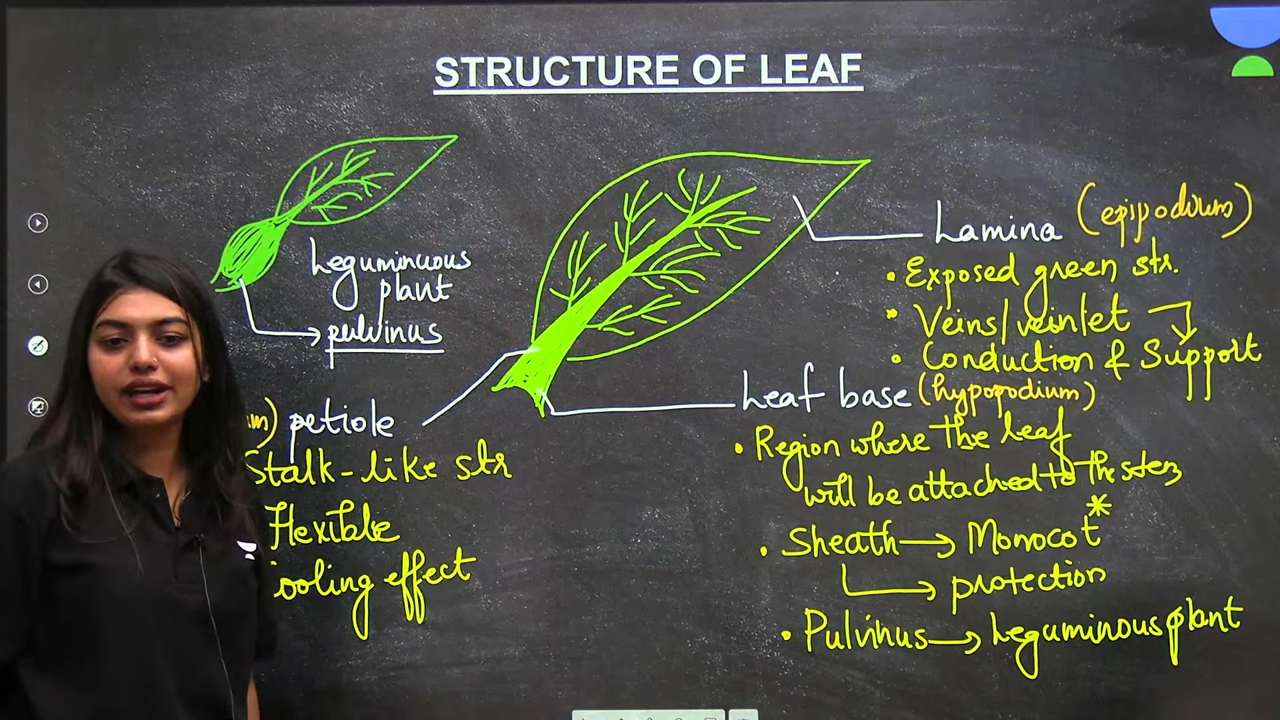 STRUCTURE OF LEAF
Leguminuous
plant
pulvinus
Lamina (epipodium)
• Exposed green str.
• Veins/veinlet
• Conduction & Support
Leaf base (hypopodium)
• Region where the leaf
will be attached to the stem
• Sheath → Monocot*
→ protection
• Pulvinus → Leguminous plant
m) petiole
Stalk-like str
Flexible
ooling effect